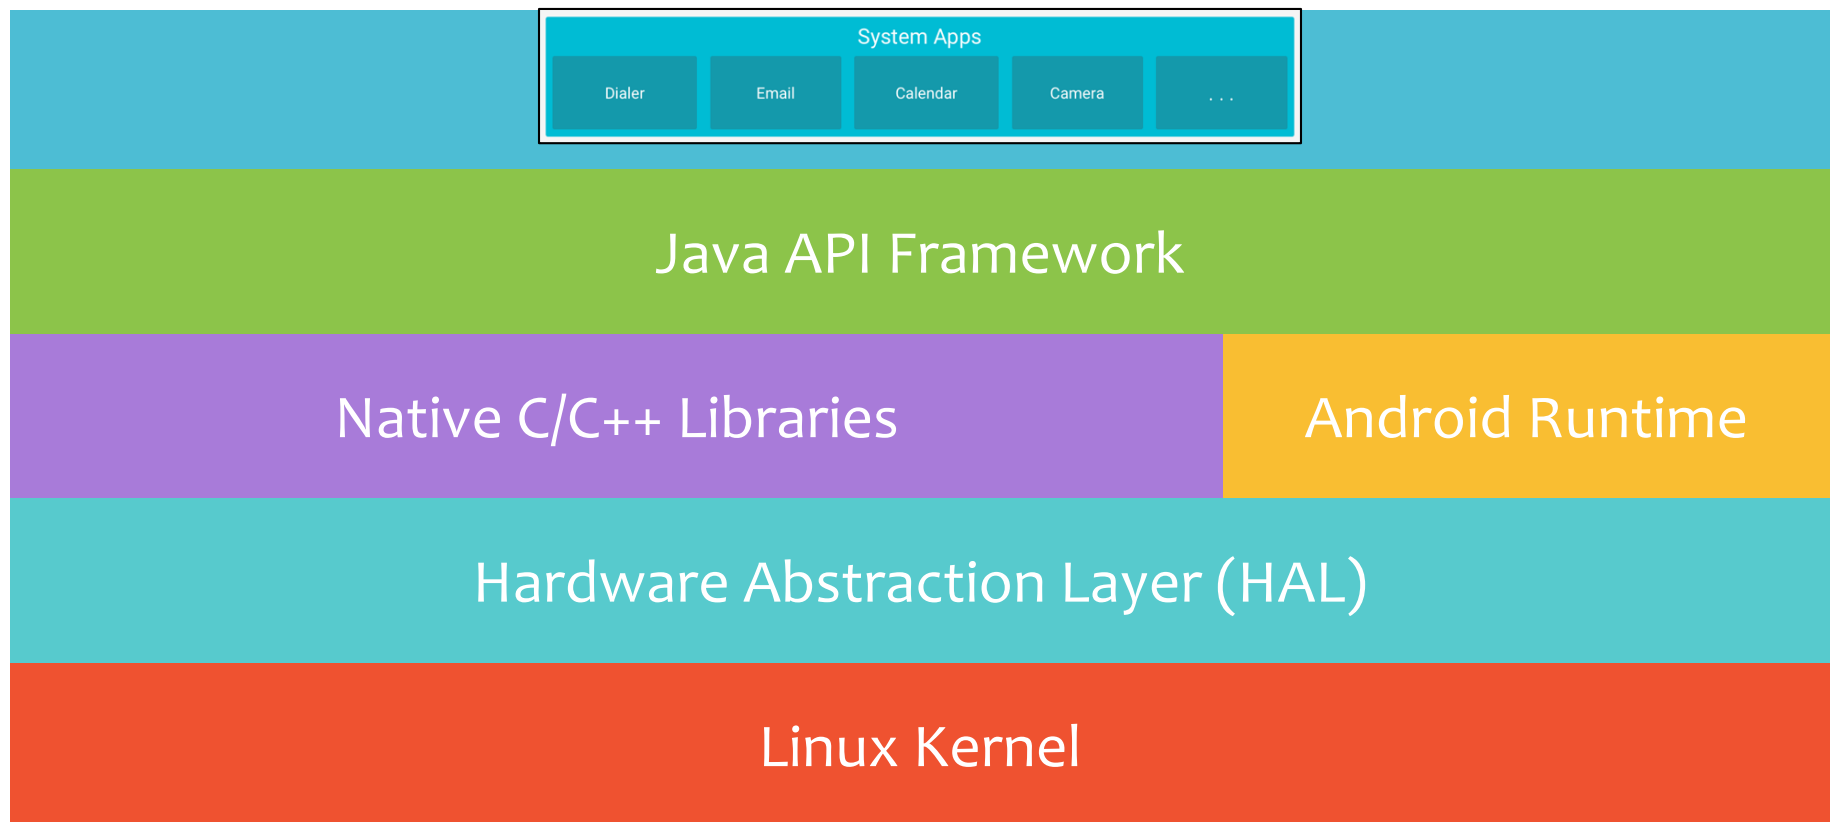 System Apps
Dialer Email Calendar Camera ...
Java API Framework
Native C/C++ Libraries Android Runtime
Hardware Abstraction Layer (HAL)
Linux Kernel